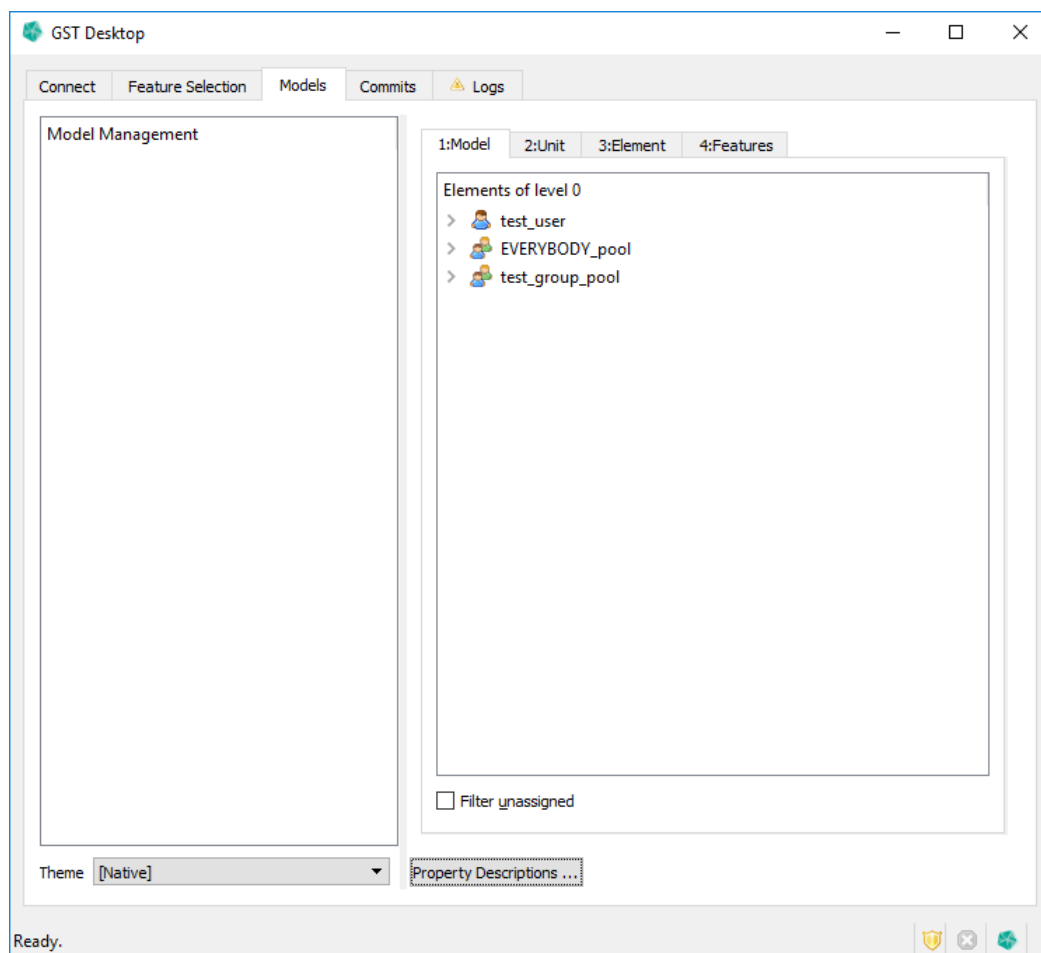 GST Desktop
Connect Feature Selection Models Commits Logs
Model Management
1:Model 2:Unit 3:Element 4:Features
Elements of level 0
test_user
EVERYBODY_pool
test_group_pool
Filter unassigned
Theme [Native] Property Descriptions ...
Ready.